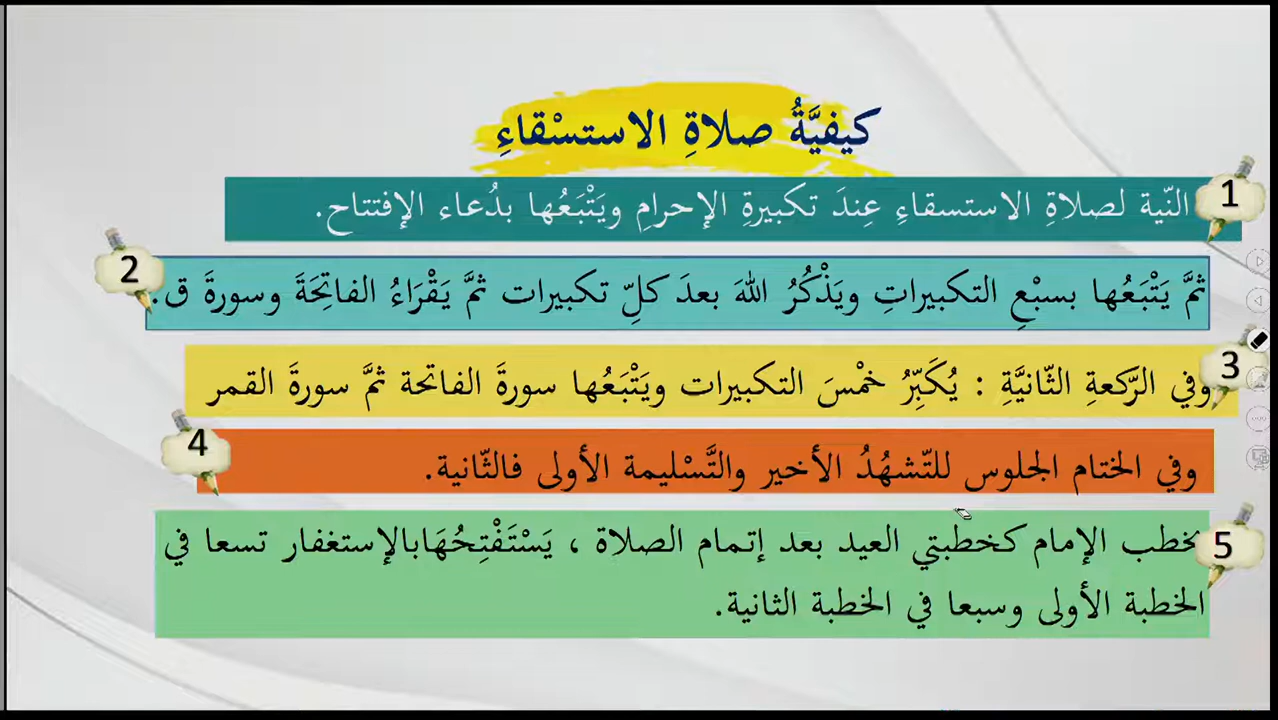 كيفيَّةُ صلاةِ الاستسْقاءِ
1
النّية لصلاةِ الاستسقاءِ عِندَ تكبيرةِ الإحرامِ ويَتْبَعُها بدُعاء الإفتتاح.
2
ثمَّ يَتْبَعُها بسبْعِ التكبيراتِ ويَذْكُرُ اللهَ بعدَ كلِّ تكبيرات ثمَّ يَقْرَاءُ الفاتِحَةَ وسورةَ ق.
3
وفي الرّكعةِ الثّانيَّةِ : يُكَبِّرُ خمْسَ التكبيرات ويَتْبَعُها سورةَ الفاتحة ثمَّ سورةَ القمر
4
وفي الختام الجلوس للتّشهُدُ الأخير والتَّسْليمة الأولى فالثّانية.
5
يخطب الإمام كخطبتي العيد بعد إتمام الصلاة ، يَسْتَفْتِحُهَابالإستغفار تسعا في
الخطبة الأولى وسبعا في الخطبة الثانية.